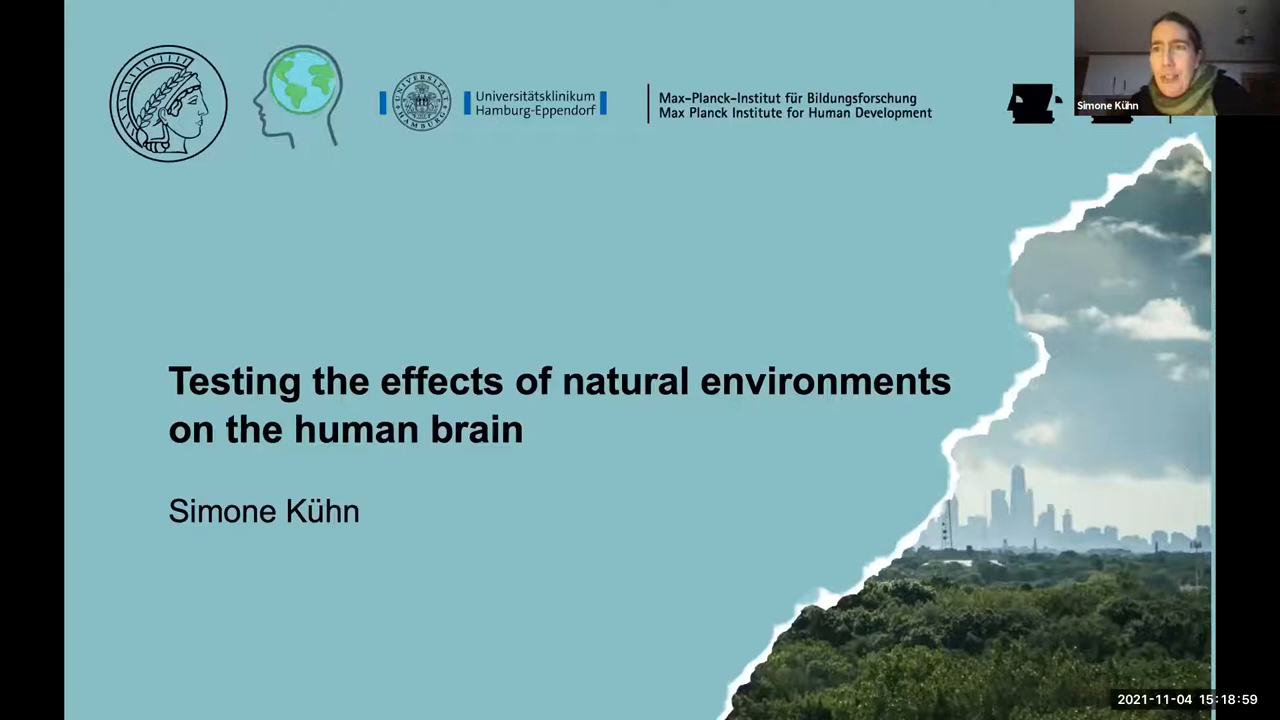 Universitätsklinikum
Hamburg-Eppendorf
Max-Planck-Institut für Bildungsforschung
Max Planck Institute for Human Development
Simone Kühn
Testing the effects of natural environments
on the human brain
Simone Kühn
2021-11-04 15:18:59